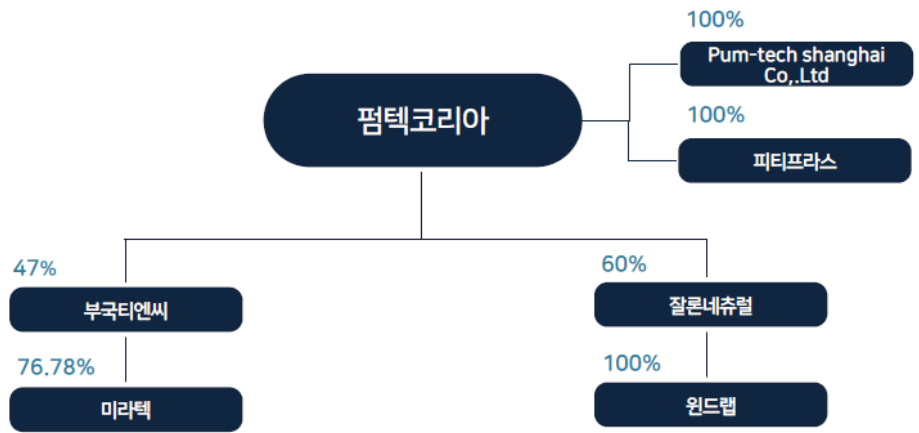 100%
Pum-tech shanghai
Co,.Ltd
펌텍코리아
100%
피티프라스
47%
부국티엔씨
60%
잘론네츄럴
76.78%
미라텍
100%
윈드랩